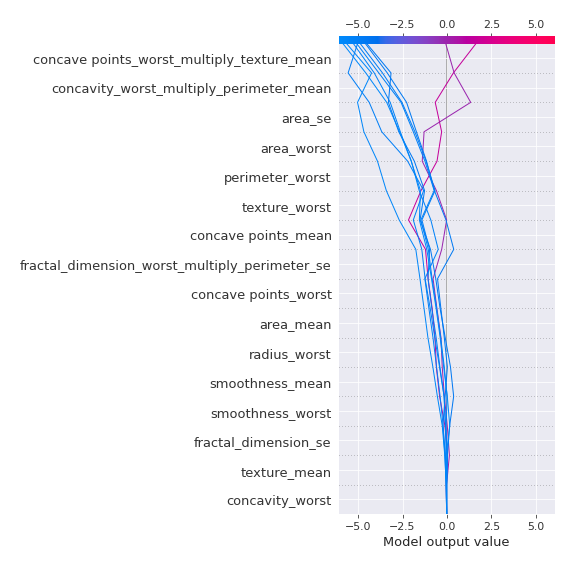 −5.0 −2.5 0.0 2.5 5.0
concave points_worst_multiply_texture_mean
concavity_worst_multiply_perimeter_mean
area_se
area_worst
perimeter_worst
texture_worst
concave points_mean
fractal_dimension_worst_multiply_perimeter_se
concave points_worst
area_mean
radius_worst
smoothness_mean
smoothness_worst
fractal_dimension_se
texture_mean
concavity_worst
−5.0 −2.5 0.0 2.5 5.0
Model output value